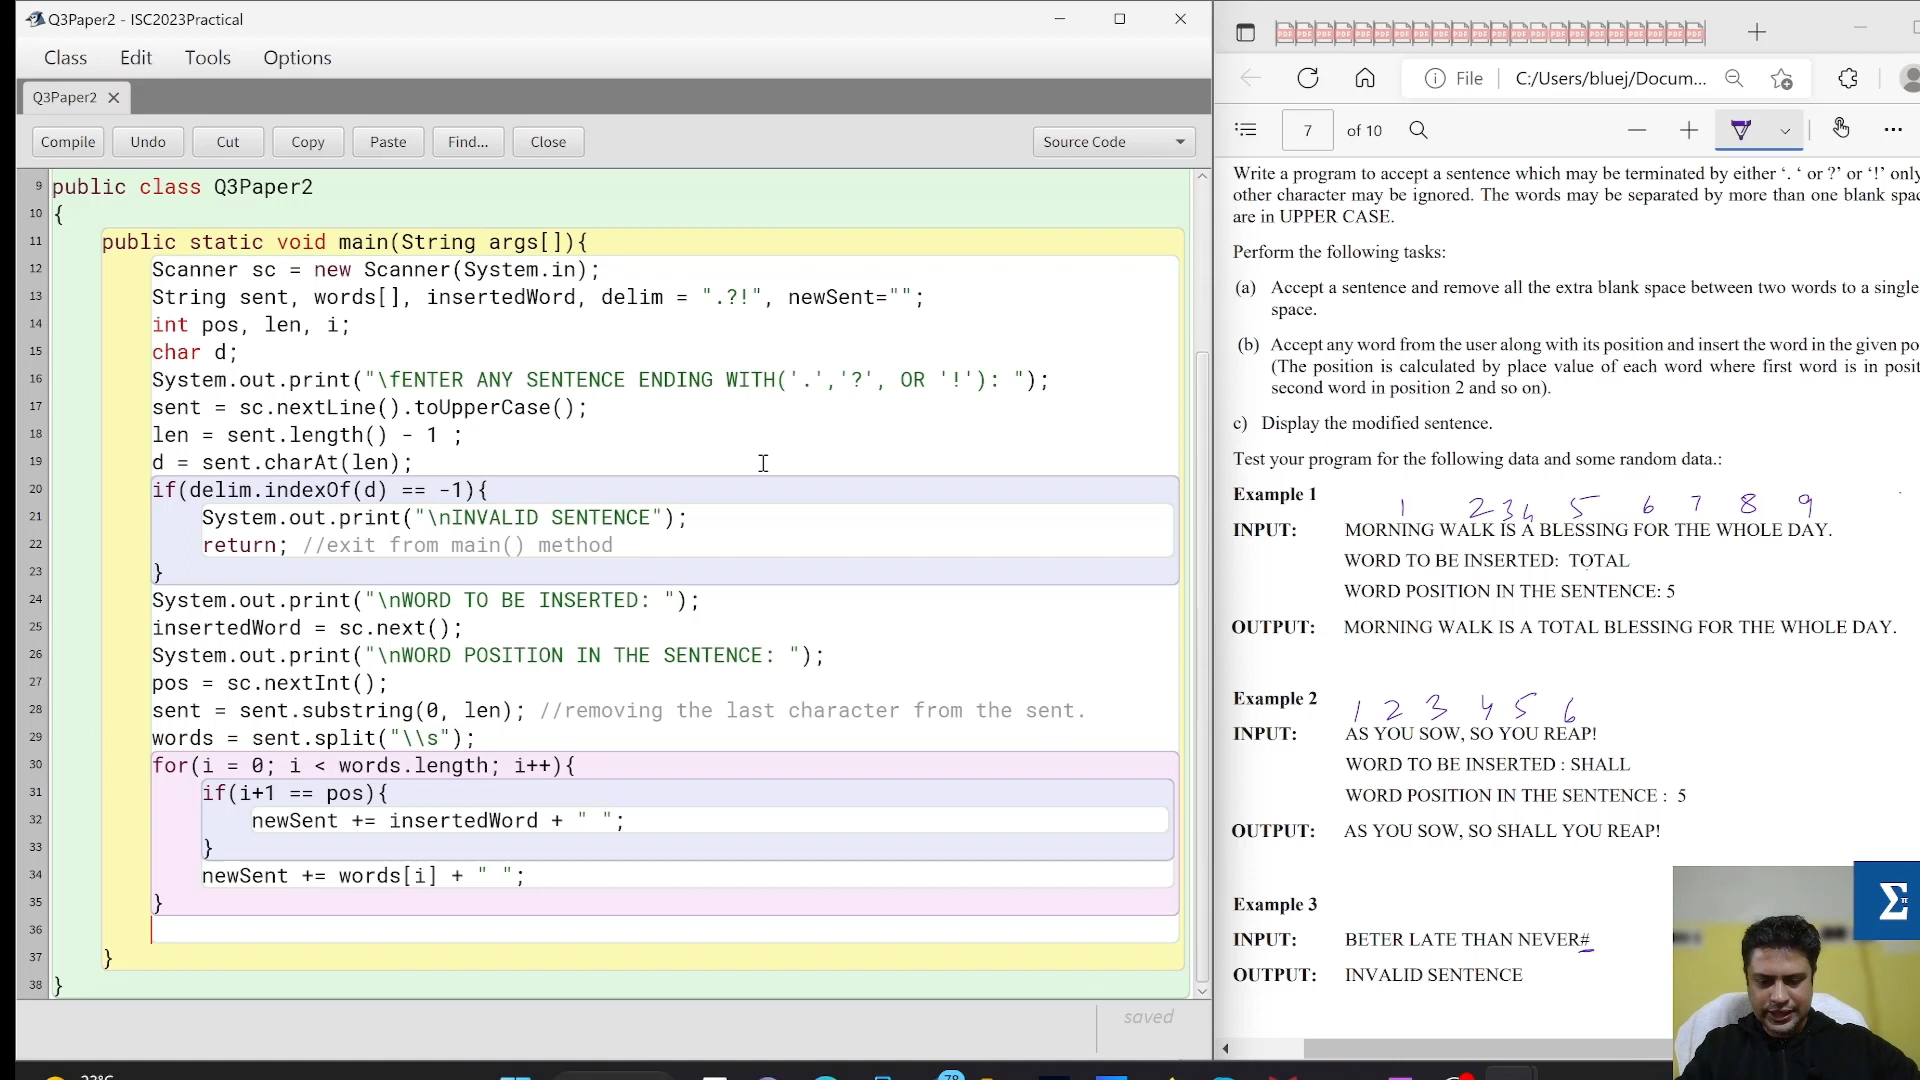 Q3Paper2 - ISC2023Practical
Class Edit Tools Options
Q3Paper2
Compile Undo Cut Copy Paste Find... Close Source Code
9 public class Q3Paper2
10 {
11 public static void main(String args[]){
12 Scanner sc = new Scanner(System.in);
13 String sent, words[], insertedWord, delim = ".?!", newSent="";
14 int pos, len, i;
15 char d;
16 System.out.print("\fENTER ANY SENTENCE ENDING WITH('.','?', OR '!'): ");
17 sent = sc.nextLine().toUpperCase();
18 len = sent.length() - 1 ;
19 d = sent.charAt(len);
20 if(delim.indexOf(d) == -1){
21 System.out.print("\nINVALID SENTENCE");
22 return; //exit from main() method
23 }
24 System.out.print("\nWORD TO BE INSERTED: ");
25 insertedWord = sc.next();
26 System.out.print("\nWORD POSITION IN THE SENTENCE: ");
27 pos = sc.nextInt();
28 sent = sent.substring(0, len); //removing the last character from the sent.
29 words = sent.split("\\s");
30 for(i = 0; i < words.length; i++){
31 if(i+1 == pos){
32 newSent += insertedWord + " ";
33 }
34 newSent += words[i] + " ";
35 }
36
37 }
38 }
saved
File C:/Users/bluej/Docum...
7 of 10
Write a program to accept a sentence which may be terminated by either '. ' or ?' or '!' only
other character may be ignored. The words may be separated by more than one blank spac
are in UPPER CASE.
Perform the following tasks:
(a) Accept a sentence and remove all the extra blank space between two words to a single
space.
(b) Accept any word from the user along with its position and insert the word in the given po
(The position is calculated by place value of each word where first word is in posit
second word in position 2 and so on).
c) Display the modified sentence.
Test your program for the following data and some random data.:
Example 1
1 2 3 4 5 6 7 8 9
INPUT: MORNING WALK IS A BLESSING FOR THE WHOLE DAY.
WORD TO BE INSERTED: TOTAL
WORD POSITION IN THE SENTENCE: 5
OUTPUT: MORNING WALK IS A TOTAL BLESSING FOR THE WHOLE DAY.
Example 2
1 2 3 4 5 6
INPUT: AS YOU SOW, SO YOU REAP!
WORD TO BE INSERTED : SHALL
WORD POSITION IN THE SENTENCE : 5
OUTPUT: AS YOU SOW, SO SHALL YOU REAP!
Example 3
INPUT: BETER LATE THAN NEVER#
OUTPUT: INVALID SENTENCE